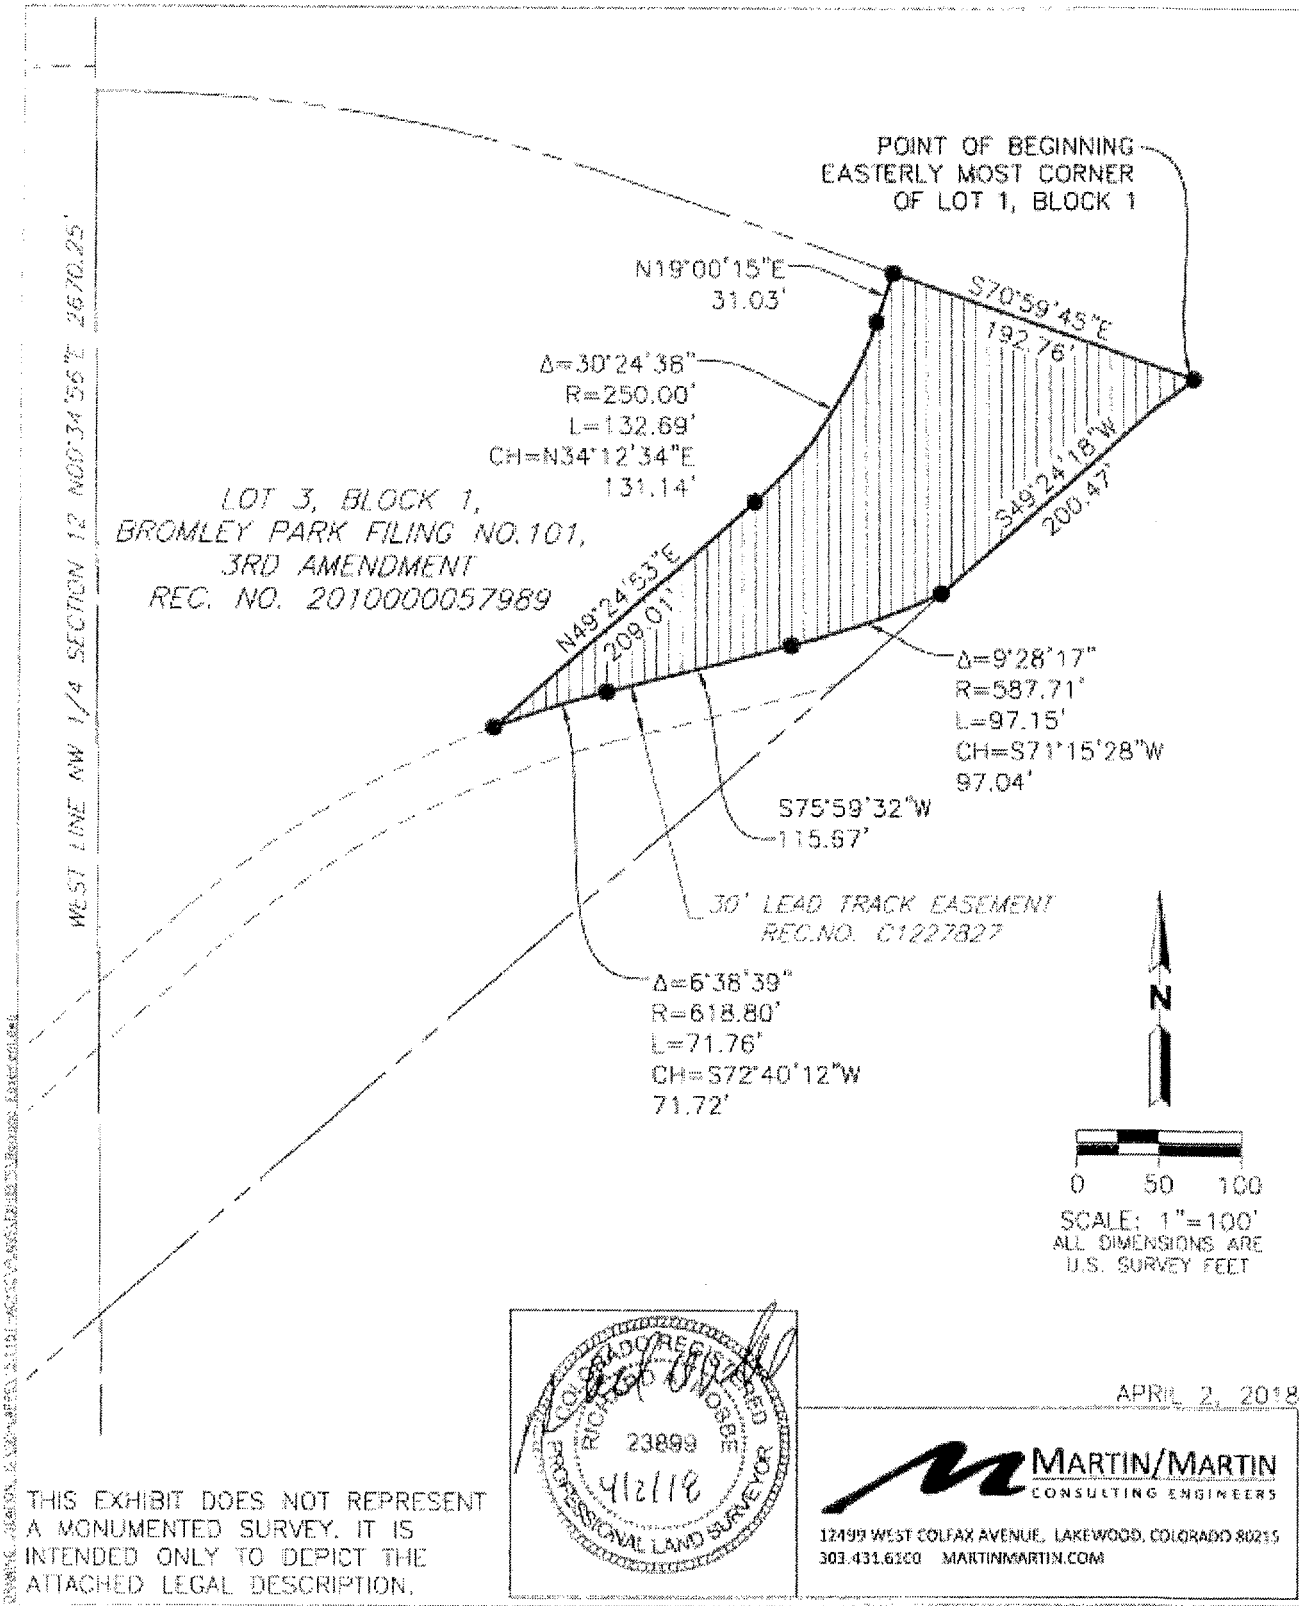 POINT OF BEGINNING
EASTERLY MOST CORNER
OF LOT 1, BLOCK 1
N19°00'15"E
31.03'
S70°59'45"E
192.76'
Δ=30°24'38"
R=250.00'
L=132.69'
CH=N34°12'34"E
131.14'
S49°24'18"W
200.47'
LOT 3, BLOCK 1,
BROMLEY PARK FILING NO.101,
3RD AMENDMENT
REC. NO. 2010000057989
WEST LINE NW 1/4 SECTION 12 N00°34'56"E 2670.25'
N49°24'53"E
209.01'
Δ=9°28'17"
R=587.71'
L=97.15'
CH=S71°15'28"W
97.04'
S75°59'32"W
115.67'
30' LEAD TRACK EASEMENT
REC.NO. C1227827
Δ=6°38'39"
R=618.80'
L=71.76'
CH=S72°40'12"W
71.72'
N
0 50 100
SCALE: 1"=100'
ALL DIMENSIONS ARE
U.S. SURVEY FEET
COLORADO REGISTERED
RICHARD A. NOBBE
23899
4/2/18
PROFESSIONAL LAND SURVEYOR
APRIL 2, 2018
MARTIN/MARTIN
CONSULTING ENGINEERS
12499 WEST COLFAX AVENUE, LAKEWOOD, COLORADO 80215
303.431.6100 MARTINMARTIN.COM
THIS EXHIBIT DOES NOT REPRESENT
A MONUMENTED SURVEY. IT IS
INTENDED ONLY TO DEPICT THE
ATTACHED LEGAL DESCRIPTION.